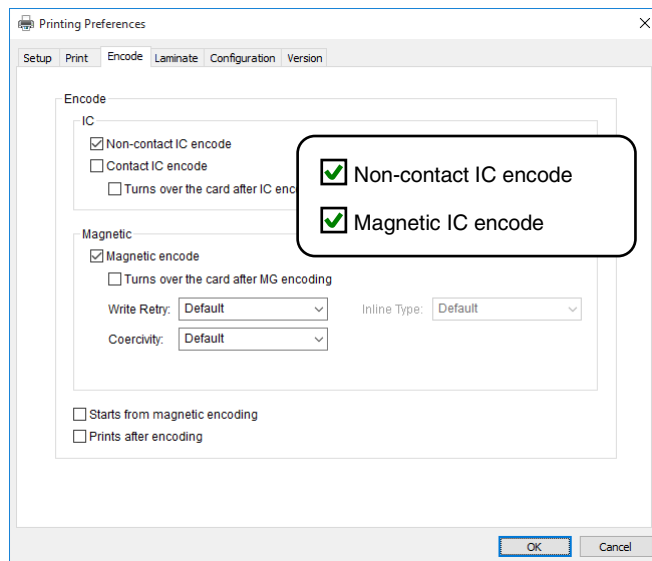 Printing Preferences
Setup Print Encode Laminate Configuration Version
Encode
IC
Non-contact IC encode
Contact IC encode
Turns over the card after IC enc
Non-contact IC encode
Magnetic IC encode
Magnetic
Magnetic encode
Turns over the card after MG encoding
Write Retry: Default Inline Type: Default
Coercivity: Default
Starts from magnetic encoding
Prints after encoding
OK Cancel